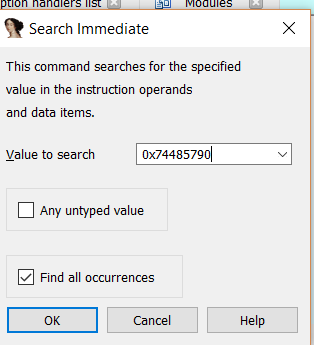 ption handlers list
Modules
Search Immediate
This command searches for the specified
value in the instruction operands
and data items.
Value to search 0x74485790
Any untyped value
Find all occurrences
OK Cancel Help